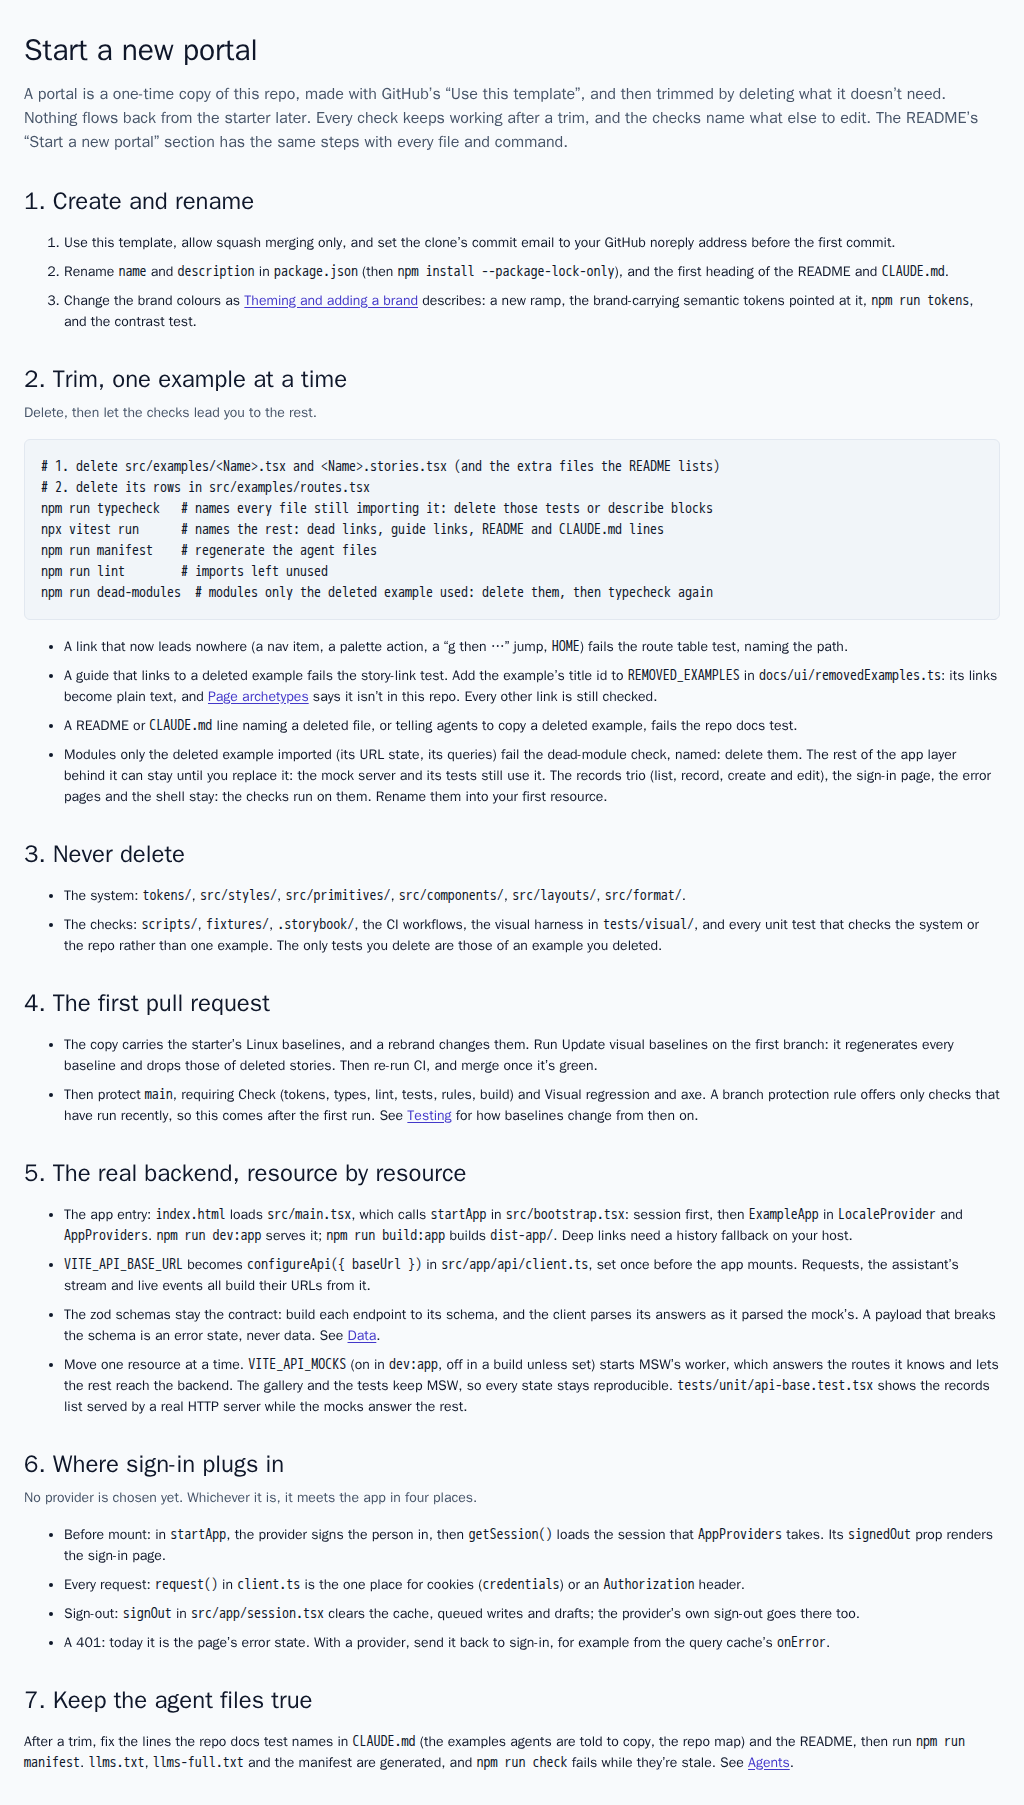 Start a new portal
A portal is a one-time copy of this repo, made with GitHub’s “Use this template”, and then trimmed by deleting what it doesn’t need.
Nothing flows back from the starter later. Every check keeps working after a trim, and the checks name what else to edit. The README’s
“Start a new portal” section has the same steps with every file and command.
1. Create and rename
1. Use this template, allow squash merging only, and set the clone’s commit email to your GitHub noreply address before the first commit.
2. Rename name and description in package.json (then npm install --package-lock-only), and the first heading of the README and CLAUDE.md.
3. Change the brand colours as Theming and adding a brand describes: a new ramp, the brand-carrying semantic tokens pointed at it, npm run tokens,
and the contrast test.
2. Trim, one example at a time
Delete, then let the checks lead you to the rest.
# 1. delete src/examples/<Name>.tsx and <Name>.stories.tsx (and the extra files the README lists)
# 2. delete its rows in src/examples/routes.tsx
npm run typecheck   # names every file still importing it: delete those tests or describe blocks
npx vitest run      # names the rest: dead links, guide links, README and CLAUDE.md lines
npm run manifest    # regenerate the agent files
npm run lint        # imports left unused
npm run dead-modules  # modules only the deleted example used: delete them, then typecheck again
• A link that now leads nowhere (a nav item, a palette action, a “g then …” jump, HOME) fails the route table test, naming the path.
• A guide that links to a deleted example fails the story-link test. Add the example’s title id to REMOVED_EXAMPLES in docs/ui/removedExamples.ts: its links
become plain text, and Page archetypes says it isn’t in this repo. Every other link is still checked.
• A README or CLAUDE.md line naming a deleted file, or telling agents to copy a deleted example, fails the repo docs test.
• Modules only the deleted example imported (its URL state, its queries) fail the dead-module check, named: delete them. The rest of the app layer
behind it can stay until you replace it: the mock server and its tests still use it. The records trio (list, record, create and edit), the sign-in page, the error
pages and the shell stay: the checks run on them. Rename them into your first resource.
3. Never delete
• The system: tokens/, src/styles/, src/primitives/, src/components/, src/layouts/, src/format/.
• The checks: scripts/, fixtures/, .storybook/, the CI workflows, the visual harness in tests/visual/, and every unit test that checks the system or
the repo rather than one example. The only tests you delete are those of an example you deleted.
4. The first pull request
• The copy carries the starter’s Linux baselines, and a rebrand changes them. Run Update visual baselines on the first branch: it regenerates every
baseline and drops those of deleted stories. Then re-run CI, and merge once it’s green.
• Then protect main, requiring Check (tokens, types, lint, tests, rules, build) and Visual regression and axe. A branch protection rule offers only checks that
have run recently, so this comes after the first run. See Testing for how baselines change from then on.
5. The real backend, resource by resource
• The app entry: index.html loads src/main.tsx, which calls startApp in src/bootstrap.tsx: session first, then ExampleApp in LocaleProvider and
AppProviders. npm run dev:app serves it; npm run build:app builds dist-app/. Deep links need a history fallback on your host.
• VITE_API_BASE_URL becomes configureApi({ baseUrl }) in src/app/api/client.ts, set once before the app mounts. Requests, the assistant’s
stream and live events all build their URLs from it.
• The zod schemas stay the contract: build each endpoint to its schema, and the client parses its answers as it parsed the mock’s. A payload that breaks
the schema is an error state, never data. See Data.
• Move one resource at a time. VITE_API_MOCKS (on in dev:app, off in a build unless set) starts MSW’s worker, which answers the routes it knows and lets
the rest reach the backend. The gallery and the tests keep MSW, so every state stays reproducible. tests/unit/api-base.test.tsx shows the records
list served by a real HTTP server while the mocks answer the rest.
6. Where sign-in plugs in
No provider is chosen yet. Whichever it is, it meets the app in four places.
• Before mount: in startApp, the provider signs the person in, then getSession() loads the session that AppProviders takes. Its signedOut prop renders
the sign-in page.
• Every request: request() in client.ts is the one place for cookies (credentials) or an Authorization header.
• Sign-out: signOut in src/app/session.tsx clears the cache, queued writes and drafts; the provider’s own sign-out goes there too.
• A 401: today it is the page’s error state. With a provider, send it back to sign-in, for example from the query cache’s onError.
7. Keep the agent files true
After a trim, fix the lines the repo docs test names in CLAUDE.md (the examples agents are told to copy, the repo map) and the README, then run npm run
manifest. llms.txt, llms-full.txt and the manifest are generated, and npm run check fails while they’re stale. See Agents.